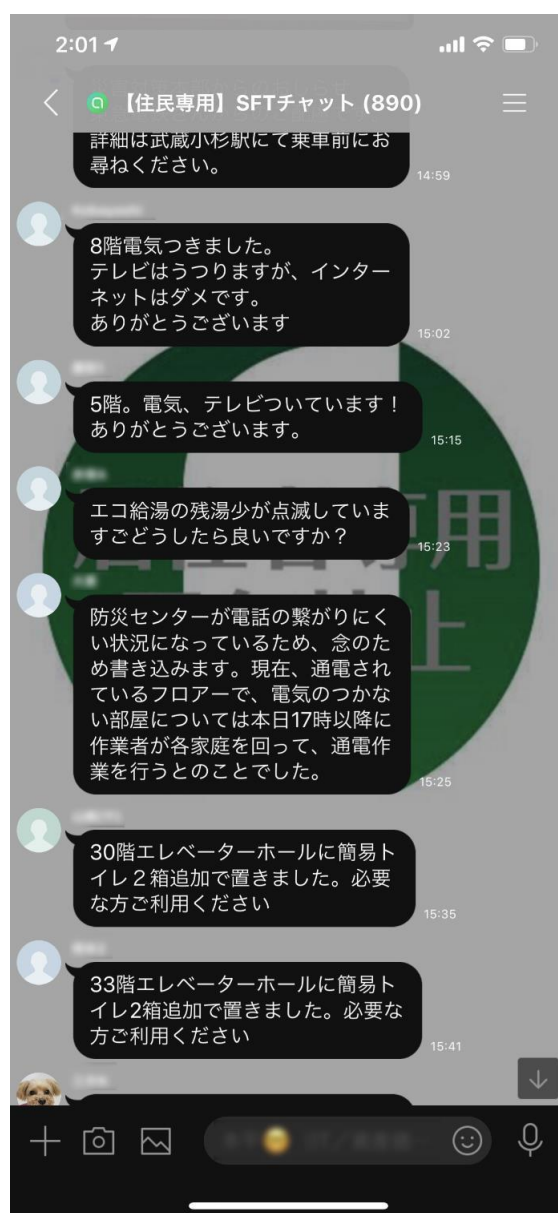 2:01
【住民専用】SFTチャット (890)
詳細は武蔵小杉駅にて乗車前にお
尋ねください。
14:59
8階電気つきました。
テレビはうつりますが、インター
ネットはダメです。
ありがとうございます
15:02
5階。電気、テレビついています！
ありがとうございます。
15:15
エコ給湯の残湯少が点滅していま
すごどうしたら良いですか？
15:23
防災センターが電話の繋がりにく
い状況になっているため、念のた
め書き込みます。現在、通電され
ているフロアーで、電気のつかな
い部屋については本日17時以降に
作業者が各家庭を回って、通電作
業を行うとのことでした。
15:25
30階エレベーターホールに簡易ト
イレ２箱追加で置きました。必要
な方ご利用ください
15:35
33階エレベーターホールに簡易ト
イレ2箱追加で置きました。必要な
方ご利用ください
15:41